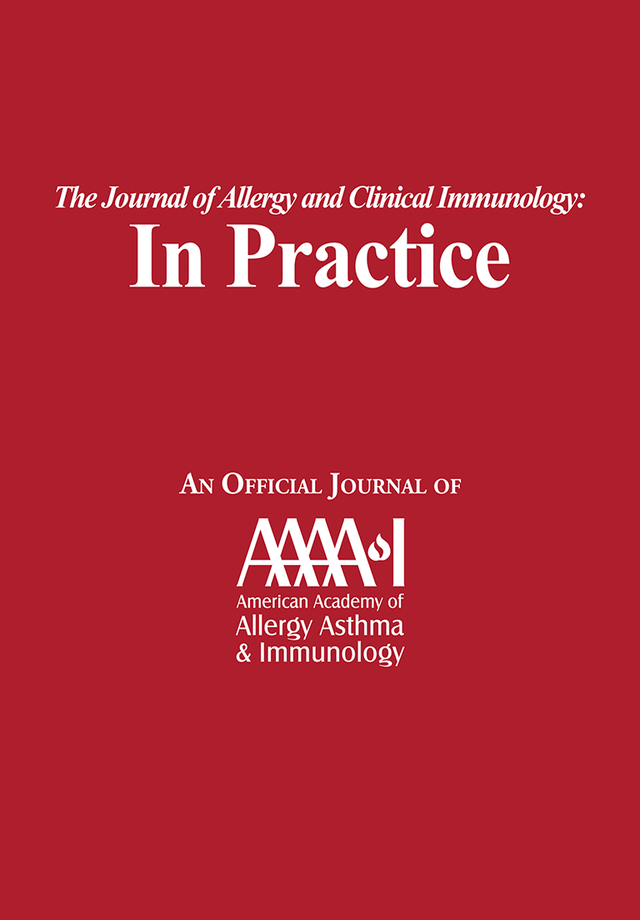 The Journal of Allergy and Clinical Immunology:
In Practice
An Official Journal of
AAAAI
American Academy of
Allergy Asthma
& Immunology